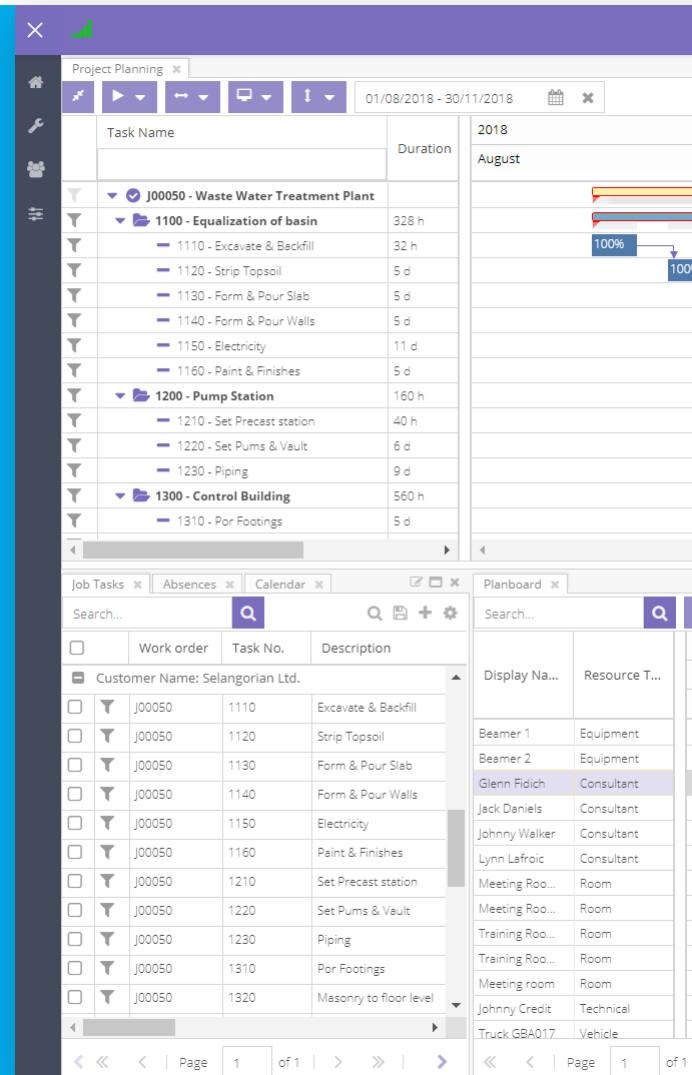 Project Planning
01/08/2018 - 30/11/2018
Task Name
Duration
2018
August
J00050 - Waste Water Treatment Plant
1100 - Equalization of basin 328 h
1110 - Excavate & Backfill 32 h 100%
1120 - Strip Topsoil 5 d 100%
1130 - Form & Pour Slab 5 d
1140 - Form & Pour Walls 5 d
1150 - Electricity 11 d
1160 - Paint & Finishes 5 d
1200 - Pump Station 160 h
1210 - Set Precast station 40 h
1220 - Set Pums & Vault 6 d
1230 - Piping 9 d
1300 - Control Building 560 h
1310 - Por Footings 5 d
Job Tasks Absences Calendar
Search...
Work order Task No. Description
Customer Name: Selangorian Ltd.
J00050 1110 Excavate & Backfill
J00050 1120 Strip Topsoil
J00050 1130 Form & Pour Slab
J00050 1140 Form & Pour Walls
J00050 1150 Electricity
J00050 1160 Paint & Finishes
J00050 1210 Set Precast station
J00050 1220 Set Pums & Vault
J00050 1230 Piping
J00050 1310 Por Footings
J00050 1320 Masonry to floor level
Page 1 of 1
Planboard
Search...
Display Na... Resource T...
Beamer 1 Equipment
Beamer 2 Equipment
Glenn Fidich Consultant
Jack Daniels Consultant
Johnny Walker Consultant
Lynn Lafroic Consultant
Meeting Roo... Room
Meeting Roo... Room
Training Roo... Room
Training Roo... Room
Meeting room Room
Johnny Credit Technical
Truck GBA017 Vehicle
Page 1 of 1